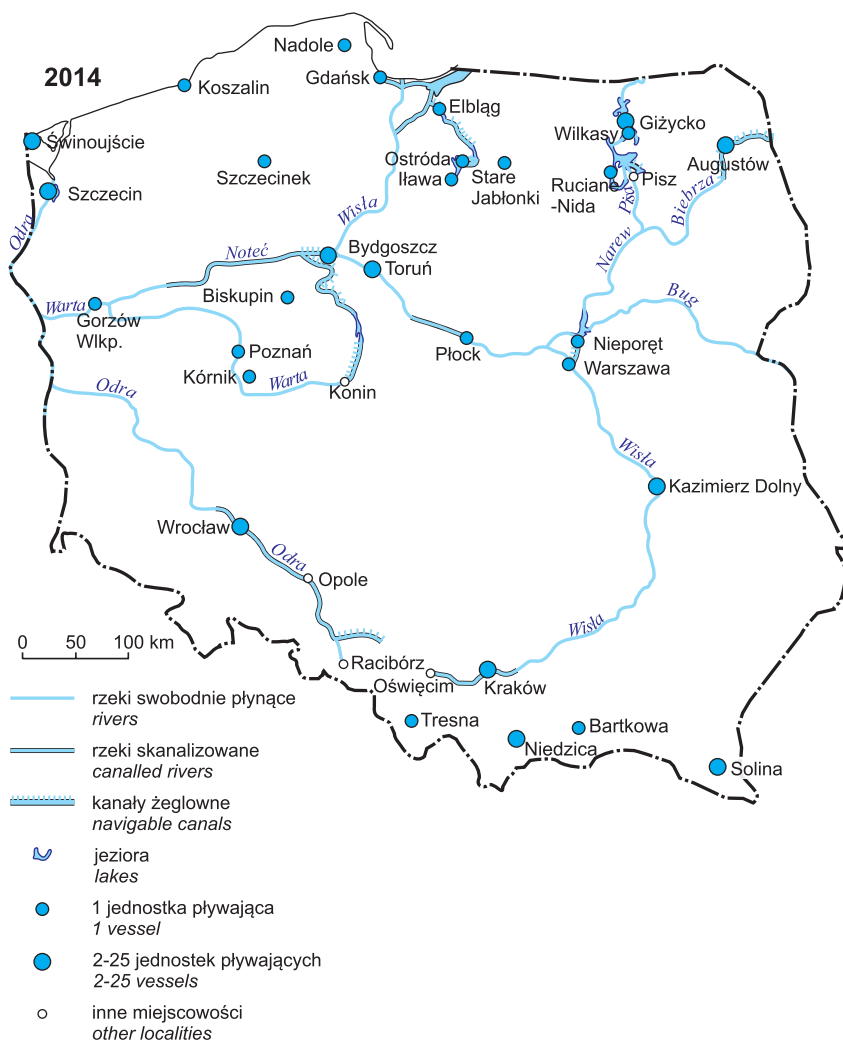 2014
Nadole
Gdańsk
Koszalin
Elbląg
Giżycko
Wilkasy
Świnoujście
Augustów
Szczecinek
Ostróda
Iława
Stare
Jabłonki
Ruciane
-Nida
Pisz
Pisa
Biebrza
Szczecin
Odra
Wisła
Narew
Noteć
Bydgoszcz
Toruń
Bug
Biskupin
Warta
Gorzów
Wlkp.
Płock
Nieporęt
Warszawa
Poznań
Kórnik
Warta
Konin
Odra
Wisła
Kazimierz Dolny
Wrocław
Odra
Opole
Wisła
0 50 100 km
Racibórz
Oświęcim
Kraków
Tresna
Bartkowa
Niedzica
Solina
rzeki swobodnie płynące
rivers
rzeki skanalizowane
canalled rivers
kanały żeglowne
navigable canals
jeziora
lakes
1 jednostka pływająca
1 vessel
2-25 jednostek pływających
2-25 vessels
inne miejscowości
other localities